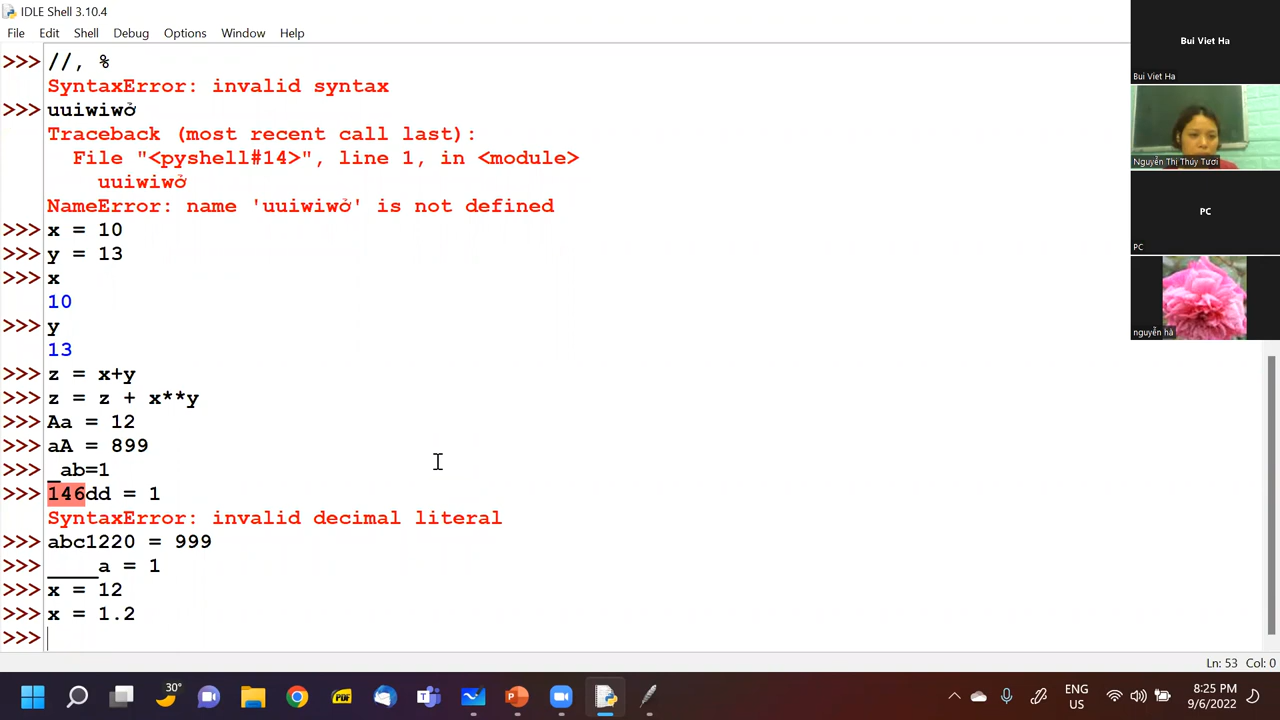 IDLE Shell 3.10.4
File Edit Shell Debug Options Window Help
>>> //, %
SyntaxError: invalid syntax
>>> uuiwiwở
Traceback (most recent call last):
File "<pyshell#14>", line 1, in <module>
uuiwiwở
NameError: name 'uuiwiwở' is not defined
>>> x = 10
>>> y = 13
>>> x
10
>>> y
13
>>> z = x+y
>>> z = z + x**y
>>> Aa = 12
>>> aA = 899
>>> _ab=1
>>> 146dd = 1
SyntaxError: invalid decimal literal
>>> abc1220 = 999
>>> ____a = 1
>>> x = 12
>>> x = 1.2
>>>
Bui Viet Ha
Bui Viet Ha
Nguyễn Thị Thúy Tươi
PC
PC
nguyễn hà
Ln: 53 Col: 0
30°
PDF
ENG
US
8:25 PM
9/6/2022